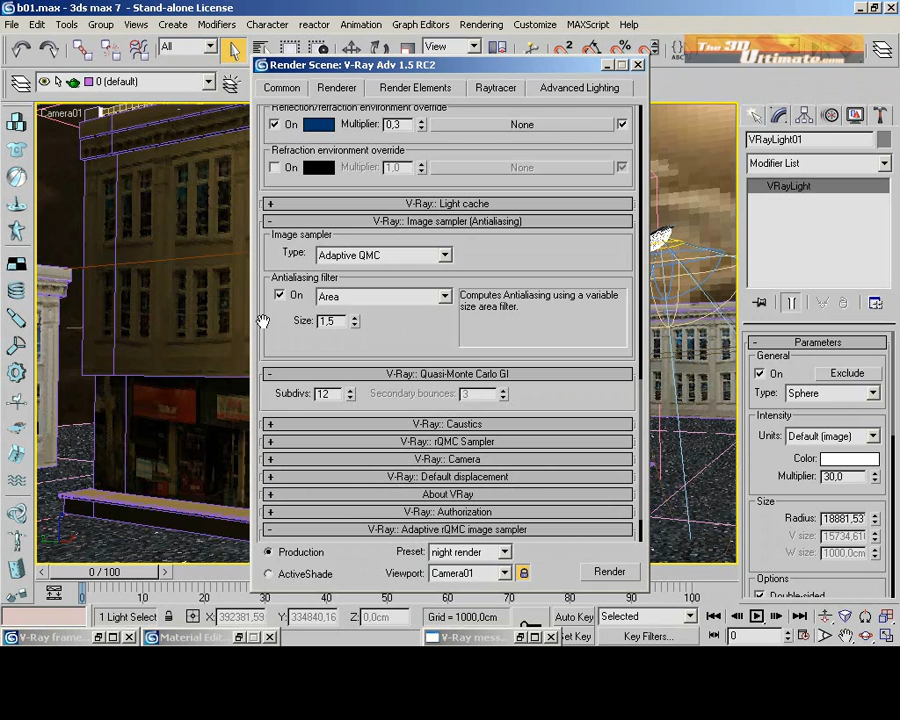 b01.max - 3ds max 7 - Stand-alone License
File Edit Tools Group Views Create Modifiers Character reactor Animation Graph Editors Rendering Customize MAXScript Help
All
View
The3D
Ultimate.com
0 (default)
Camera01
Render Scene: V-Ray Adv 1.5 RC2
Common Renderer Render Elements Raytracer Advanced Lighting
Reflection/refraction environment override
On Multiplier: 0,3 None
Refraction environment override
On Multiplier: 1,0 None
+ V-Ray:: Light cache
- V-Ray:: Image sampler (Antialiasing)
Image sampler
Type: Adaptive QMC
Antialiasing filter
On Area
Computes Antialiasing using a variable
size area filter.
Size: 1,5
- V-Ray:: Quasi-Monte Carlo GI
Subdivs: 12 Secondary bounces: 3
+ V-Ray:: Caustics
+ V-Ray:: rQMC Sampler
+ V-Ray:: Camera
+ V-Ray:: Default displacement
+ About VRay
+ V-Ray:: Authorization
- V-Ray:: Adaptive rQMC image sampler
Production Preset: night render
ActiveShade Viewport: Camera01 Render
VRayLight01
Modifier List
VRayLight
- Parameters
General
On Exclude
Type: Sphere
Intensity
Units: Default (image)
Color:
Multiplier: 30,0
Size
Radius: 18881,53
V size: 15734,61
W size: 1000,0cm
Options
Double-sided
0 / 100
0 10 20 30 40 50 60 70 80 90 100
1 Light Select X: 392381,59 Y: 334840,16 Z: 0,0cm Grid = 1000,0cm Auto Key Selected
V-Ray fram... Material Edit... V-Ray mess... Set Key Key Filters... 0